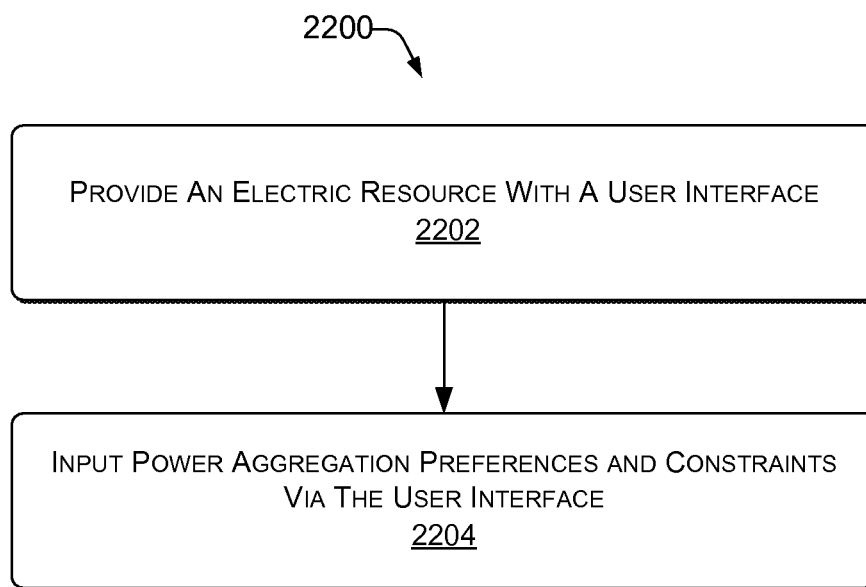 2200
PROVIDE AN ELECTRIC RESOURCE WITH A USER INTERFACE
2202
INPUT POWER AGGREGATION PREFERENCES AND CONSTRAINTS
VIA THE USER INTERFACE
2204